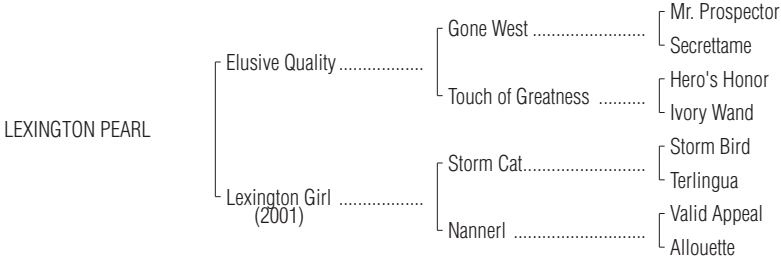 Mr. Prospector
Gone West ........................
Secrettame
Elusive Quality ..................
Hero's Honor
Touch of Greatness ..........
Ivory Wand
LEXINGTON PEARL
Storm Bird
Storm Cat..........................
Terlingua
Lexington Girl ..................
(2001)
Valid Appeal
Nannerl ............................
Allouette